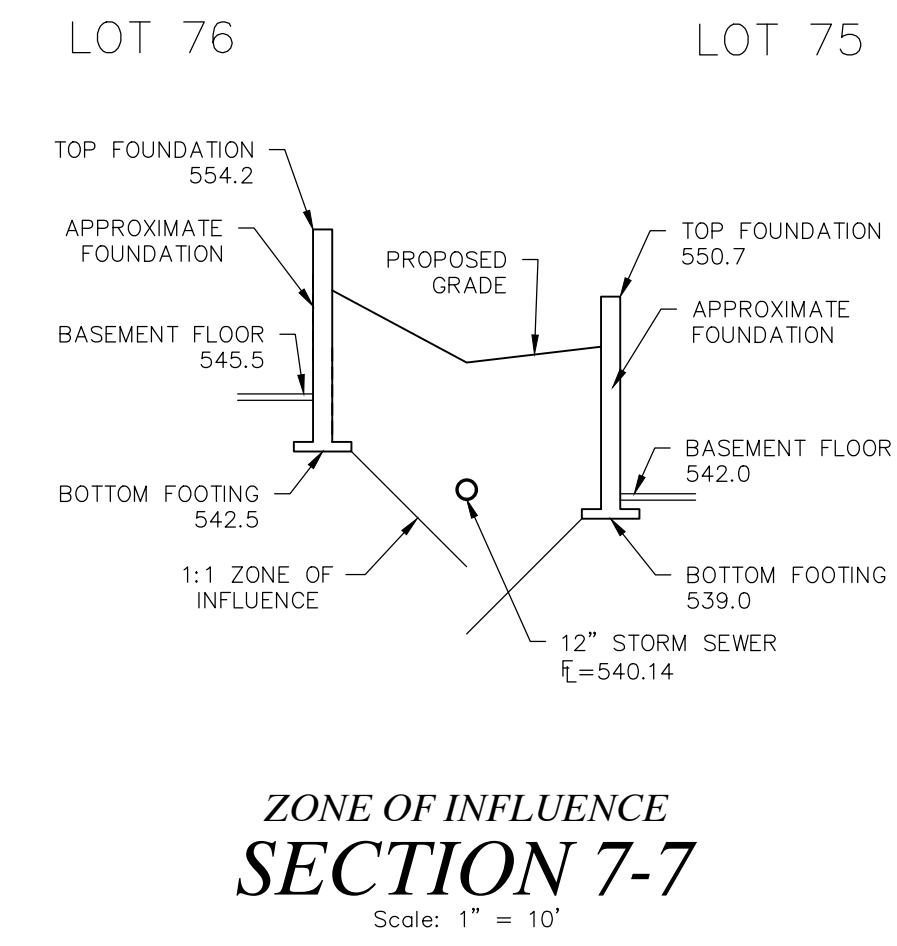 LOT 76
LOT 75
TOP FOUNDATION
554.2
APPROXIMATE
FOUNDATION
BASEMENT FLOOR
545.5
BOTTOM FOOTING
542.5
1:1 ZONE OF
INFLUENCE
PROPOSED
GRADE
TOP FOUNDATION
550.7
APPROXIMATE
FOUNDATION
BASEMENT FLOOR
542.0
BOTTOM FOOTING
539.0
12" STORM SEWER
FL=540.14
ZONE OF INFLUENCE
SECTION 7-7
Scale: 1" = 10'